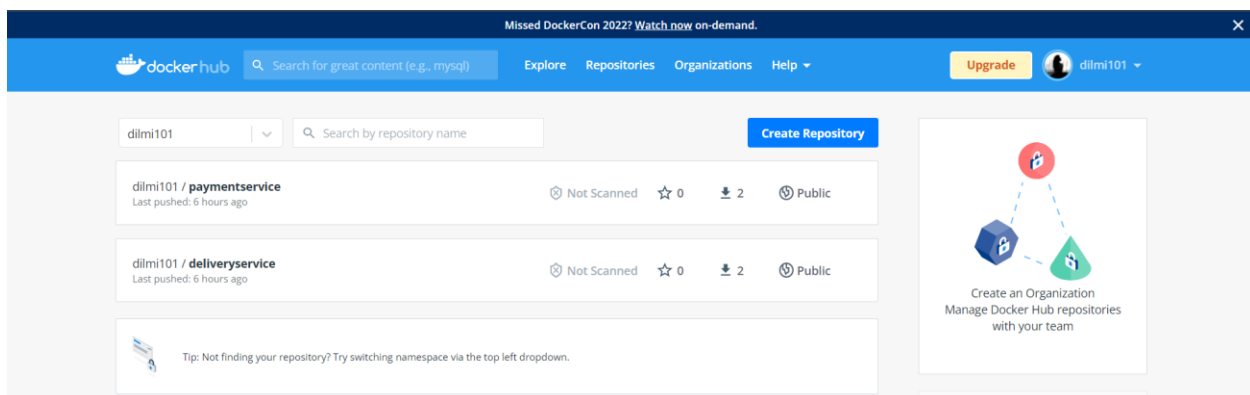 Missed DockerCon 2022? Watch now on-demand.
dockerhub
Search for great content (e.g., mysql)
Explore
Repositories
Organizations
Help
Upgrade
dilmi101
dilmi101
Search by repository name
Create Repository
dilmi101 / paymentservice
Last pushed: 6 hours ago
Not Scanned
0
2
Public
dilmi101 / deliveryservice
Last pushed: 6 hours ago
Not Scanned
0
2
Public
Tip: Not finding your repository? Try switching namespace via the top left dropdown.
Create an Organization
Manage Docker Hub repositories
with your team